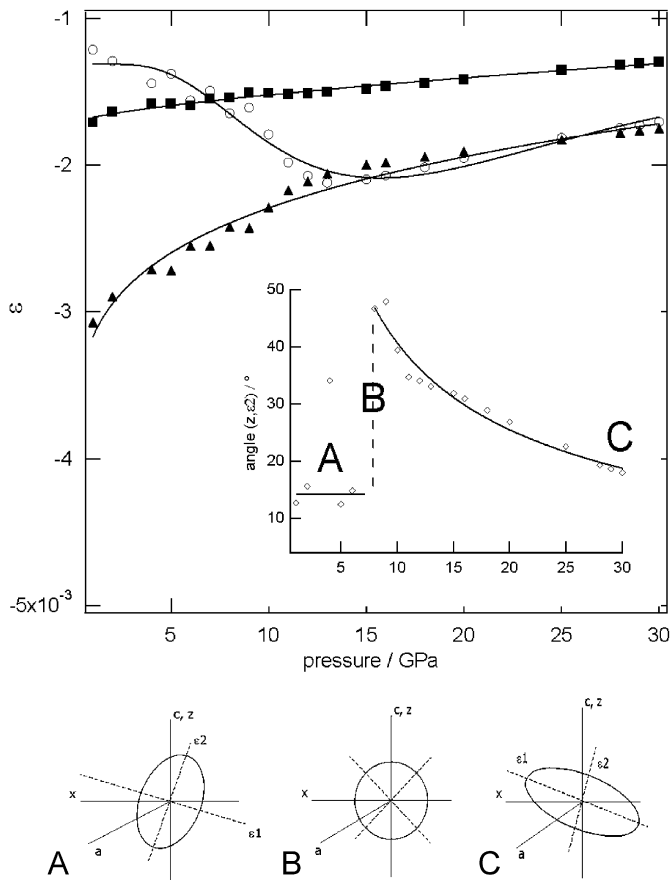 -1
-2
-3
-4
-5x10⁻³
ε
5
10
15
20
25
30
pressure / GPa
50
40
30
20
10
angle (z,ε2) / °
5
10
15
20
25
30
A
B
C
c, z
ε2
x
ε1
a
A
c, z
x
a
B
c, z
ε1
ε2
x
a
C